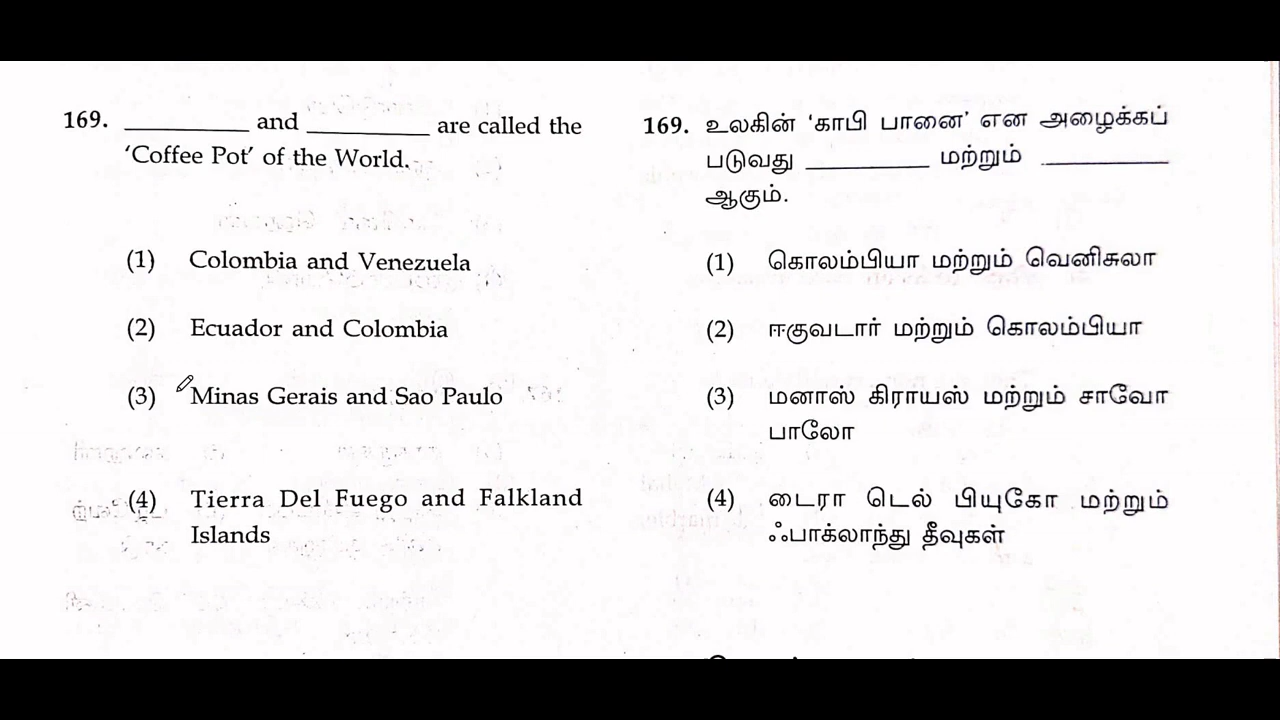 169. __________ and __________ are called the
‘Coffee Pot’ of the World.
(1) Colombia and Venezuela
(2) Ecuador and Colombia
(3) Minas Gerais and Sao Paulo
(4) Tierra Del Fuego and Falkland
Islands
169. உலகின் ‘காபி பானை’ என அழைக்கப்
படுவது __________ மற்றும் __________
ஆகும்.
(1) கொலம்பியா மற்றும் வெனிசுலா
(2) ஈகுவடார் மற்றும் கொலம்பியா
(3) மனாஸ் கிராயஸ் மற்றும் சாவோ
பாலோ
(4) டைரா டெல் பியுகோ மற்றும்
ஃபாக்லாந்து தீவுகள்